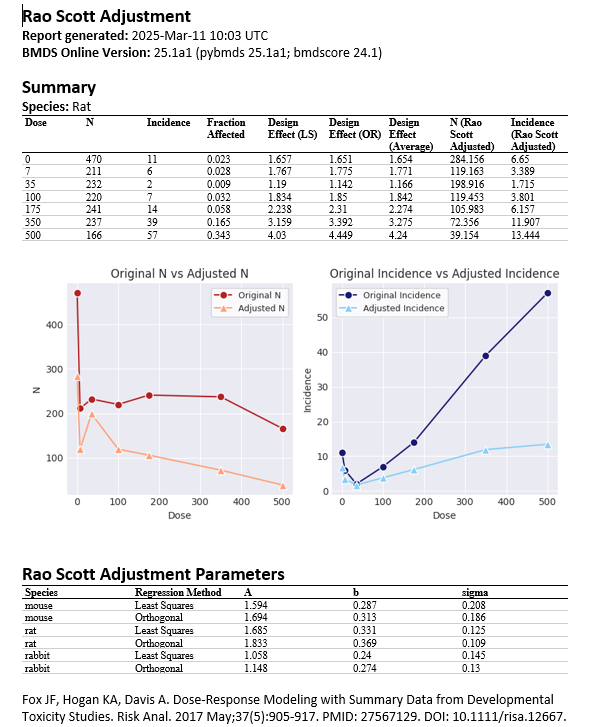 Rao Scott Adjustment
Report generated: 2025-Mar-11 10:03 UTC
BMDS Online Version: 25.1a1 (pybmds 25.1a1; bmdscore 24.1)
Summary
Species: Rat
Dose N Incidence Fraction Affected Design Effect (LS) Design Effect (OR) Design Effect (Average) N (Rao Scott Adjusted) Incidence (Rao Scott Adjusted)
0 470 11 0.023 1.657 1.651 1.654 284.156 6.65
7 211 6 0.028 1.767 1.775 1.771 119.163 3.389
35 232 2 0.009 1.19 1.142 1.166 198.916 1.715
100 220 7 0.032 1.834 1.85 1.842 119.453 3.801
175 241 14 0.058 2.238 2.31 2.274 105.983 6.157
350 237 39 0.165 3.159 3.392 3.275 72.356 11.907
500 166 57 0.343 4.03 4.449 4.24 39.154 13.444
Original N vs Adjusted N
Original N
Adjusted N
N
400
300
200
100
0 100 200 300 400 500
Dose
Original Incidence vs Adjusted Incidence
Original Incidence
Adjusted Incidence
Incidence
50
40
30
20
10
0
0 100 200 300 400 500
Dose
Rao Scott Adjustment Parameters
Species Regression Method A b sigma
mouse Least Squares 1.594 0.287 0.208
mouse Orthogonal 1.694 0.313 0.186
rat Least Squares 1.685 0.331 0.125
rat Orthogonal 1.833 0.369 0.109
rabbit Least Squares 1.058 0.24 0.145
rabbit Orthogonal 1.148 0.274 0.13
Fox JF, Hogan KA, Davis A. Dose-Response Modeling with Summary Data from Developmental
Toxicity Studies. Risk Anal. 2017 May;37(5):905-917. PMID: 27567129. DOI: 10.1111/risa.12667.